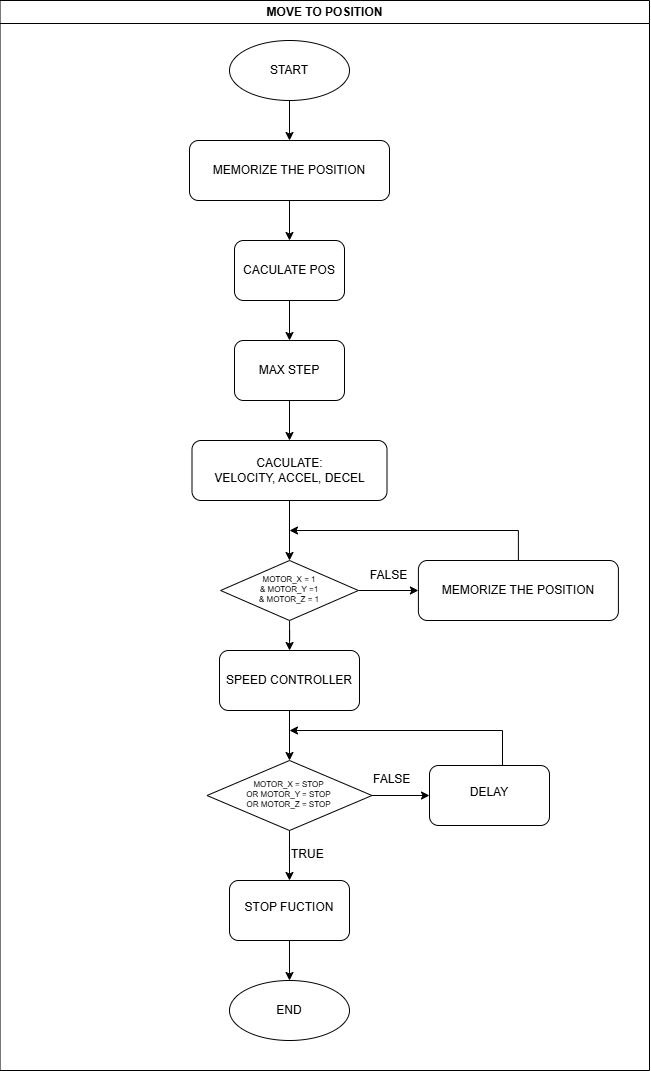 MOVE TO POSITION
START
MEMORIZE THE POSITION
CACULATE POS
MAX STEP
CACULATE:
VELOCITY, ACCEL, DECEL
MOTOR_X = 1
& MOTOR_Y =1
& MOTOR_Z = 1
FALSE
MEMORIZE THE POSITION
SPEED CONTROLLER
MOTOR_X = STOP
OR MOTOR_Y = STOP
OR MOTOR_Z = STOP
FALSE
DELAY
TRUE
STOP FUCTION
END